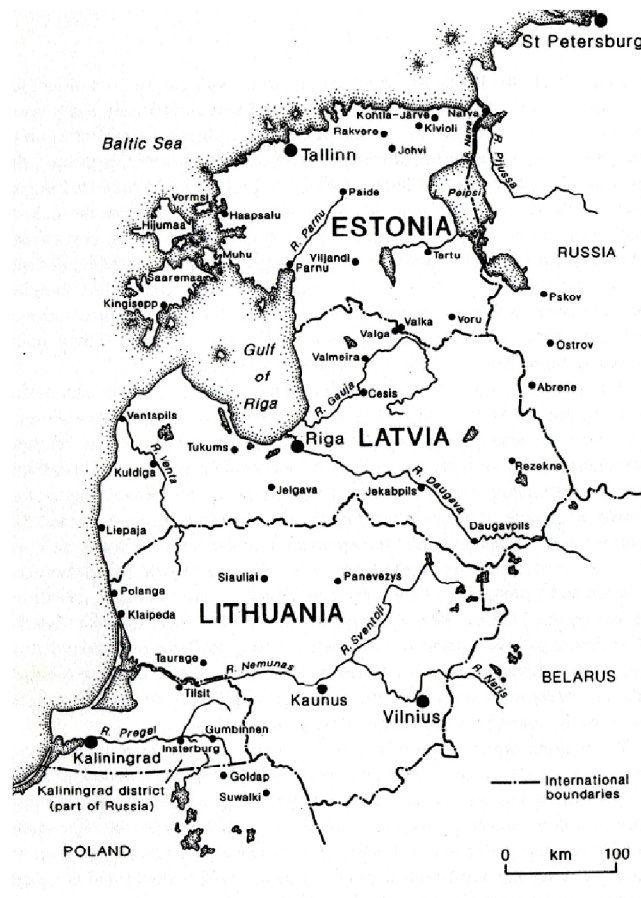 St Petersburg
Baltic Sea
Kohtla-Järve
Narva
Rakvere
Kivioli
Johvi
Tallinn
R. Narva
R. Pljussa
Paide
L. Peipsi
Vormsi
Haapsalu
Hijumaa
R. Parnu
ESTONIA
RUSSIA
Muhu
Parnu
Viljandi
Tartu
Saaremaa
Kingisepp
Pskov
Valka
Voru
Valga
Ostrov
Gulf
of
Riga
Valmeira
Abrene
R. Gauja
Cesis
Ventspils
Riga
LATVIA
Tukums
R. Venta
Kuldiga
Rezekne
Jelgava
Jekabpils
R. Daugava
Liepaja
Daugavpils
Siauliai
Panevezys
Polanga
Klaipeda
LITHUANIA
R. Sventoji
Taurage
R. Nemunas
R. Neris
BELARUS
Tilsit
Kaunus
Vilnius
R. Pregel
Gumbinnen
Insterburg
Kaliningrad
Goldap
Kaliningrad district
(part of Russia)
Suwalki
International
boundaries
POLAND
0 km 100